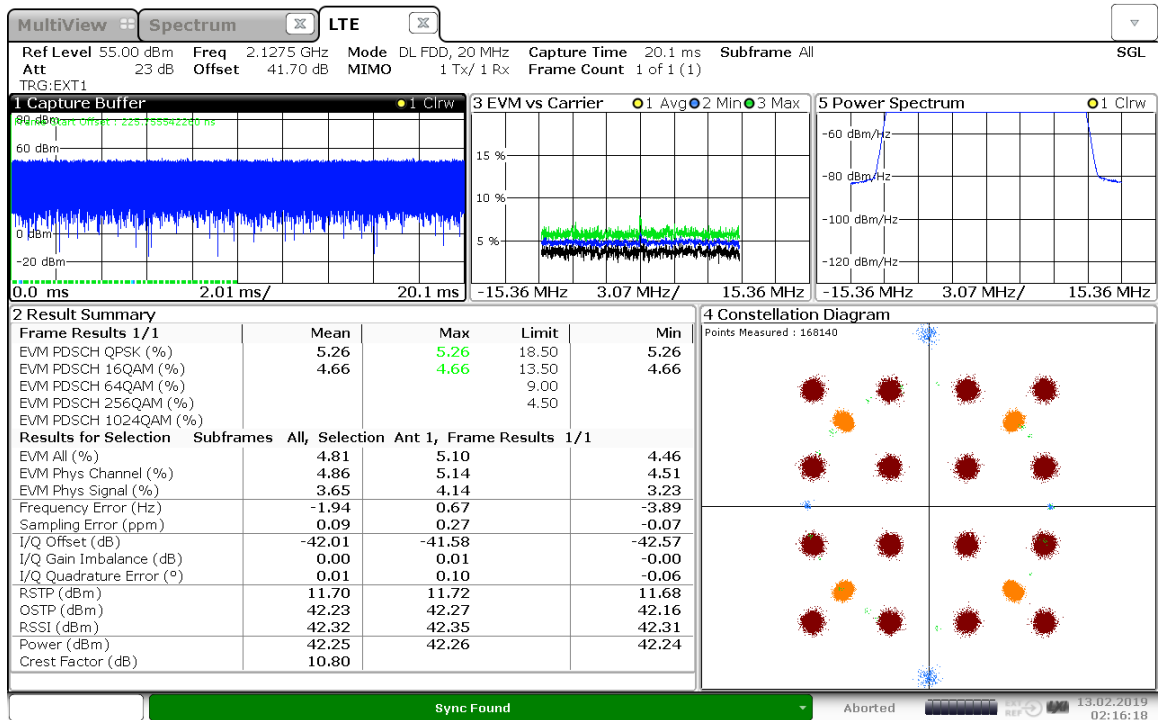 MultiView Spectrum LTE
Ref Level 55.00 dBm Freq 2.1275 GHz Mode DL FDD, 20 MHz Capture Time 20.1 ms Subframe All SGL
Att 23 dB Offset 41.70 dB MIMO 1 Tx/ 1 Rx Frame Count 1 of 1 (1)
TRG:EXT1
1 Capture Buffer 1 Clrw
80 dBm
60 dBm
0 dBm
-20 dBm
0.0 ms 2.01 ms/ 20.1 ms
3 EVM vs Carrier 1 Avg 2 Min 3 Max
15 %
10 %
5 %
-15.36 MHz 3.07 MHz/ 15.36 MHz
5 Power Spectrum 1 Clrw
-60 dBm/Hz
-80 dBm/Hz
-100 dBm/Hz
-120 dBm/Hz
-15.36 MHz 3.07 MHz/ 15.36 MHz
2 Result Summary
Frame Results 1/1 Mean Max Limit Min
EVM PDSCH QPSK (%) 5.26 5.26 18.50 5.26
EVM PDSCH 16QAM (%) 4.66 4.66 13.50 4.66
EVM PDSCH 64QAM (%) 9.00
EVM PDSCH 256QAM (%) 4.50
EVM PDSCH 1024QAM (%)
Results for Selection Subframes All, Selection Ant 1, Frame Results 1/1
EVM All (%) 4.81 5.10 4.46
EVM Phys Channel (%) 4.86 5.14 4.51
EVM Phys Signal (%) 3.65 4.14 3.23
Frequency Error (Hz) -1.94 0.67 -3.89
Sampling Error (ppm) 0.09 0.27 -0.07
I/Q Offset (dB) -42.01 -41.58 -42.57
I/Q Gain Imbalance (dB) 0.00 0.01 -0.00
I/Q Quadrature Error (°) 0.01 0.10 -0.06
RSTP (dBm) 11.70 11.72 11.68
OSTP (dBm) 42.23 42.27 42.16
RSSI (dBm) 42.32 42.35 42.31
Power (dBm) 42.25 42.26 42.24
Crest Factor (dB) 10.80
4 Constellation Diagram
Points Measured : 168140
Sync Found
Aborted
13.02.2019
02:16:18